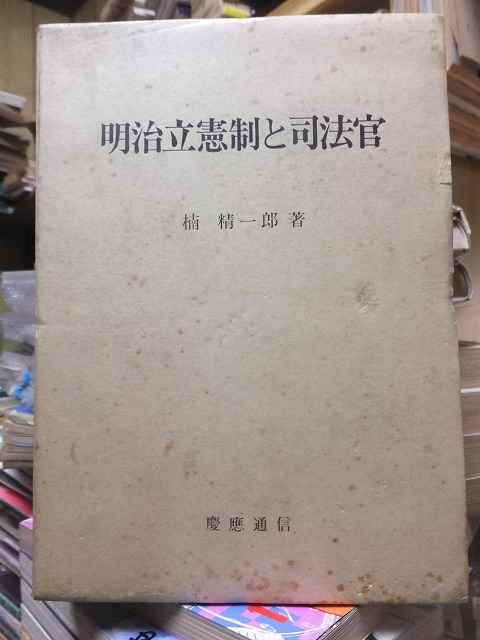 明治立憲制と司法官
楠 精一郎 著
慶應通信